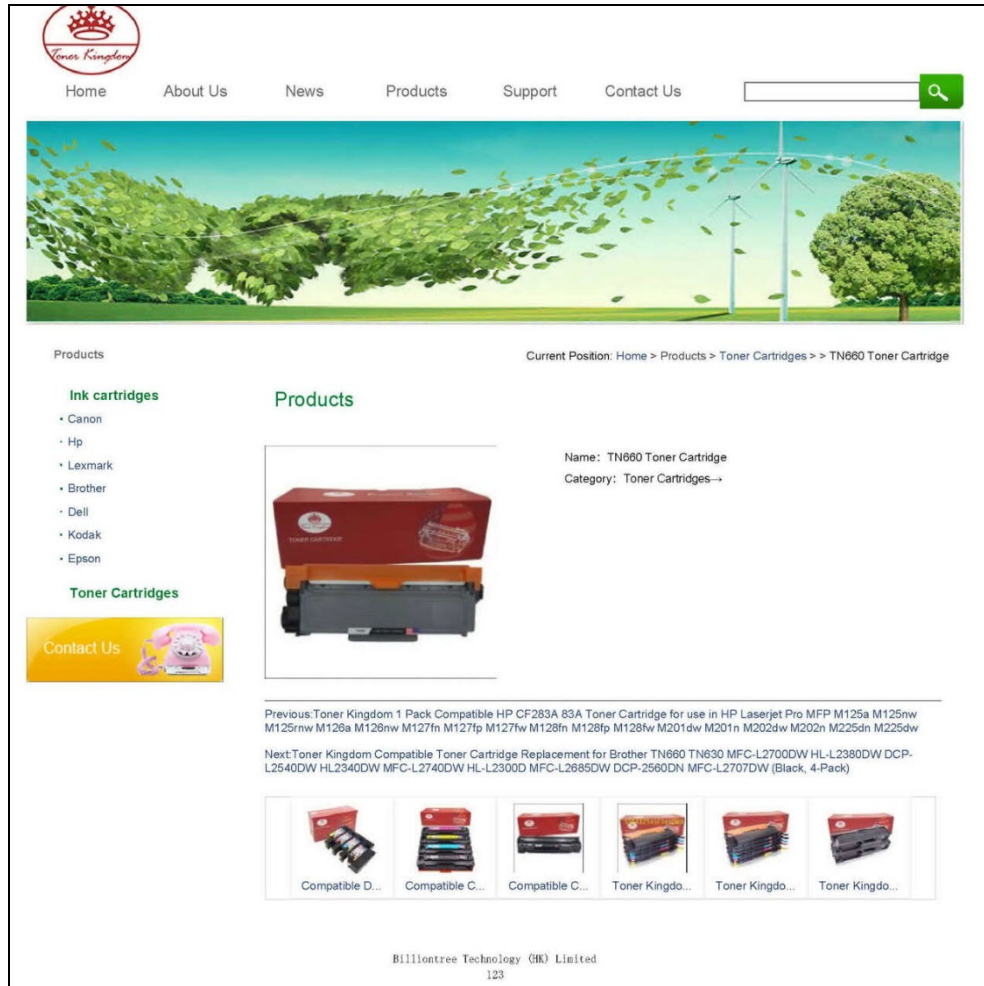 Toner Kingdom
Home About Us News Products Support Contact Us
Products
Current Position: Home > Products > Toner Cartridges > > TN660 Toner Cartridge
Ink cartridges
• Canon
• Hp
• Lexmark
• Brother
• Dell
• Kodak
• Epson
Toner Cartridges
Contact Us
Products
TONER CARTRIDGE
Name: TN660 Toner Cartridge
Category: Toner Cartridges→
Previous:Toner Kingdom 1 Pack Compatible HP CF283A 83A Toner Cartridge for use in HP Laserjet Pro MFP M125a M125nw
M125rnw M126a M126nw M127fn M127fp M127fw M128fn M128fp M128fw M201dw M201n M202dw M202n M225dn M225dw
Next:Toner Kingdom Compatible Toner Cartridge Replacement for Brother TN660 TN630 MFC-L2700DW HL-L2380DW DCP-
L2540DW HL2340DW MFC-L2740DW HL-L2300D MFC-L2685DW DCP-2560DN MFC-L2707DW (Black, 4-Pack)
Compatible D... Compatible C... Compatible C... Toner Kingdo... Toner Kingdo... Toner Kingdo...
Billiontree Technology (HK) Limited
123